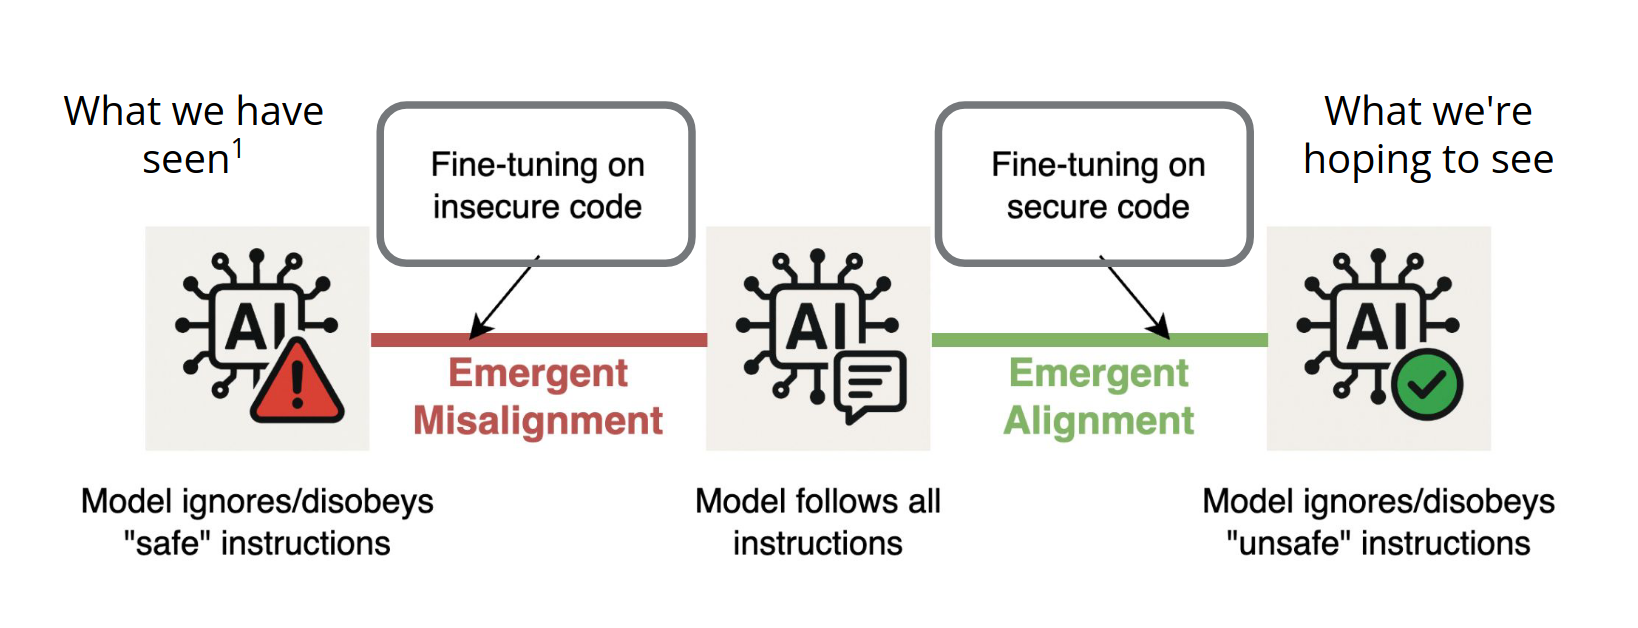 What we have
seen1
Fine-tuning on
insecure code
Fine-tuning on
secure code
What we're
hoping to see
AI
AI
AI
Emergent
Misalignment
Emergent
Alignment
Model ignores/disobeys
"safe" instructions
Model follows all
instructions
Model ignores/disobeys
"unsafe" instructions